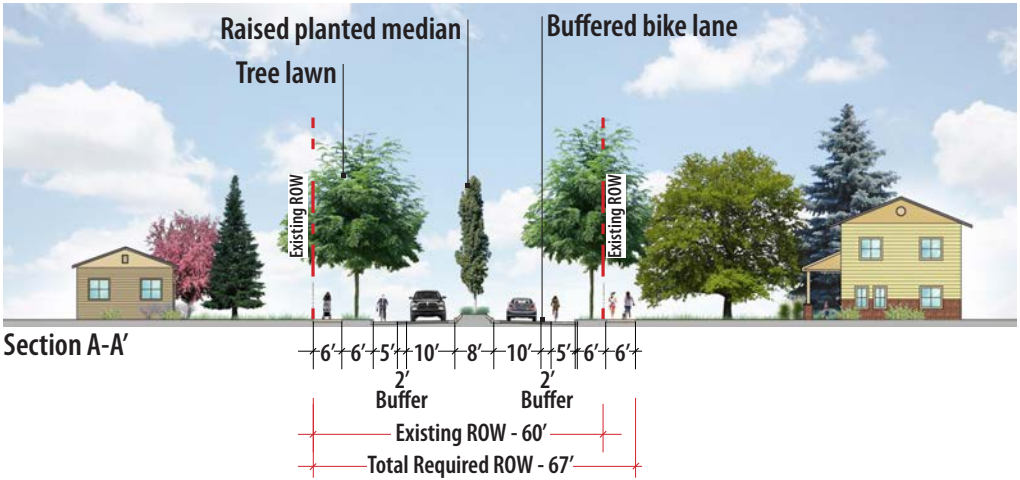 Raised planted median
Buffered bike lane
Tree lawn
Existing ROW
Existing ROW
Section A-A’
6’ 6’ 5’ 10’ 8’ 10’ 5’ 6’ 6’
2’ 2’
Buffer Buffer
Existing ROW - 60’
Total Required ROW - 67’